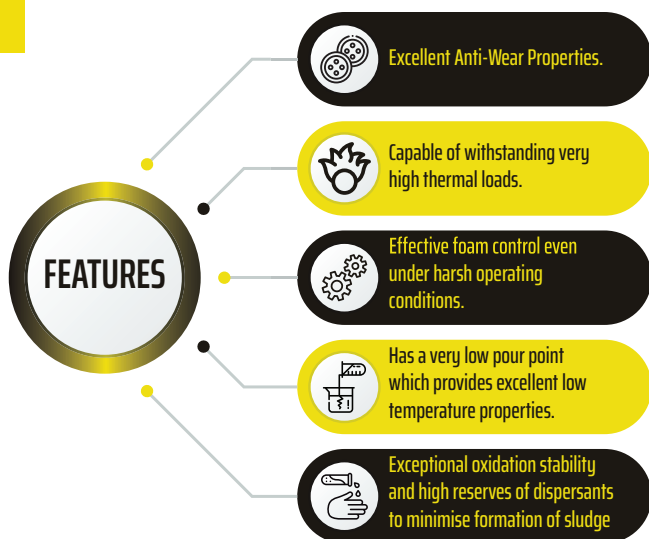 Excellent Anti-Wear Properties.
Capable of withstanding very
high thermal loads.
FEATURES
Effective foam control even
under harsh operating
conditions.
Has a very low pour point
which provides excellent low
temperature properties.
Exceptional oxidation stability
and high reserves of dispersants
to minimise formation of sludge